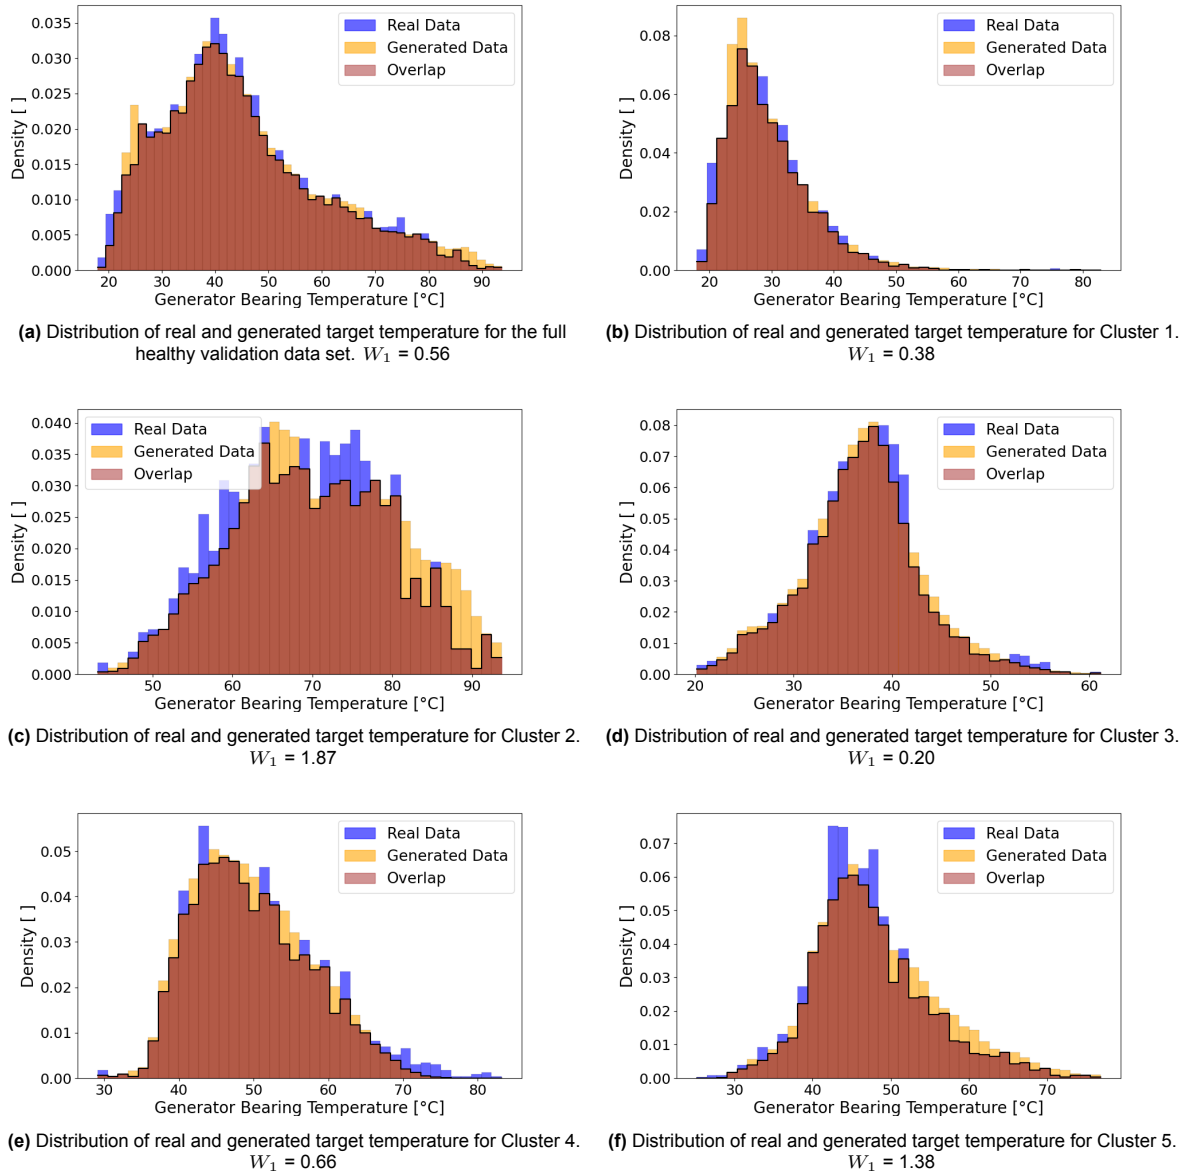 0.035
0.030
0.025
0.020
0.015
0.010
0.005
0.000
Density [ ]
Real Data
Generated Data
Overlap
20 30 40 50 60 70 80 90
Generator Bearing Temperature [°C]
(a) Distribution of real and generated target temperature for the full
healthy validation data set. W1 = 0.56
0.08
0.06
0.04
0.02
0.00
Density [ ]
Real Data
Generated Data
Overlap
20 30 40 50 60 70 80
Generator Bearing Temperature [°C]
(b) Distribution of real and generated target temperature for Cluster 1.
W1 = 0.38
0.040
0.035
0.030
0.025
0.020
0.015
0.010
0.005
0.000
Density [ ]
Real Data
Generated Data
Overlap
50 60 70 80 90
Generator Bearing Temperature [°C]
(c) Distribution of real and generated target temperature for Cluster 2.
W1 = 1.87
0.08
0.07
0.06
0.05
0.04
0.03
0.02
0.01
0.00
Density [ ]
Real Data
Generated Data
Overlap
20 30 40 50 60
Generator Bearing Temperature [°C]
(d) Distribution of real and generated target temperature for Cluster 3.
W1 = 0.20
0.05
0.04
0.03
0.02
0.01
0.00
Density [ ]
Real Data
Generated Data
Overlap
30 40 50 60 70 80
Generator Bearing Temperature [°C]
(e) Distribution of real and generated target temperature for Cluster 4.
W1 = 0.66
0.07
0.06
0.05
0.04
0.03
0.02
0.01
0.00
Density [ ]
Real Data
Generated Data
Overlap
30 40 50 60 70
Generator Bearing Temperature [°C]
(f) Distribution of real and generated target temperature for Cluster 5.
W1 = 1.38